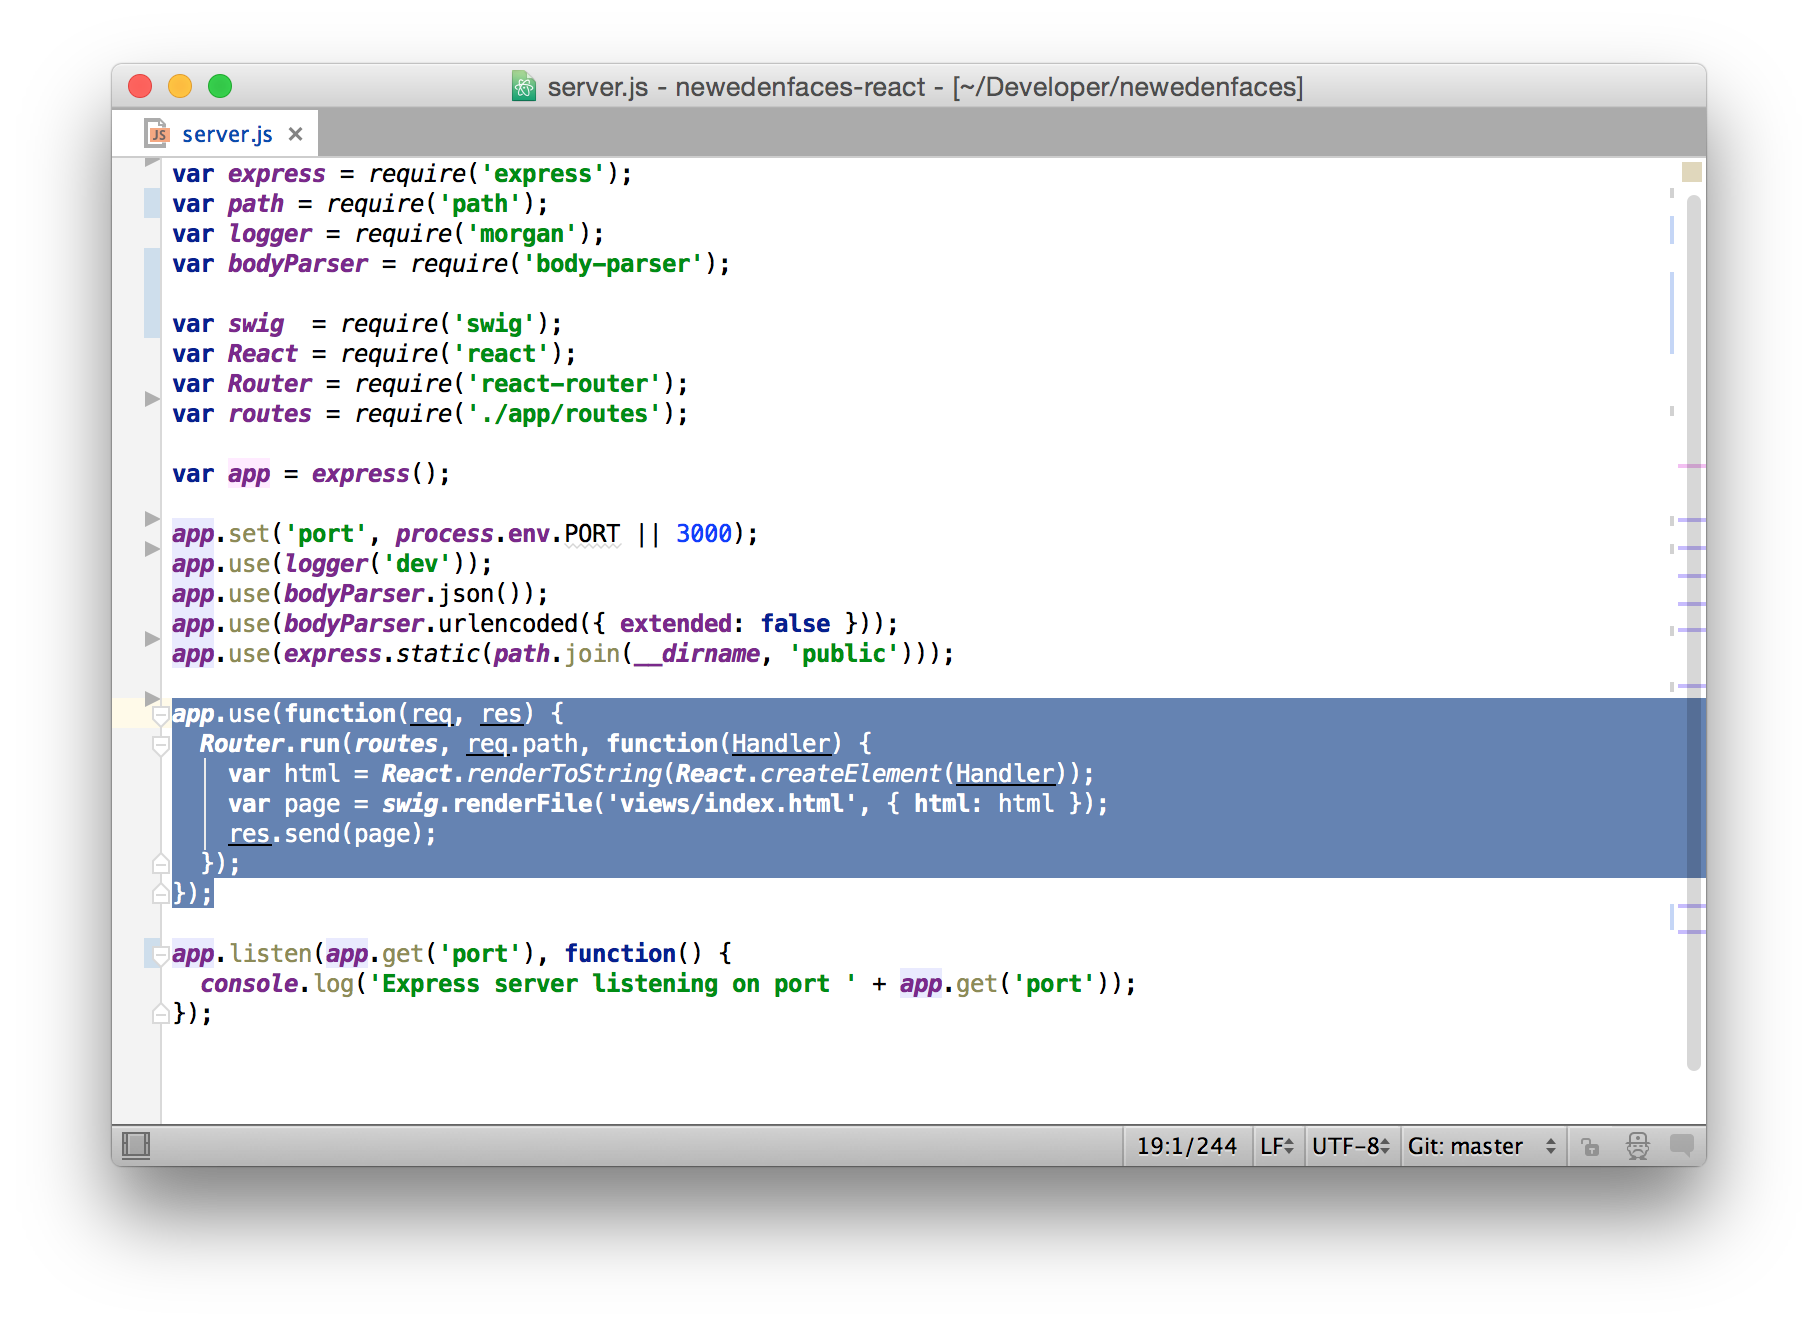 server.js - newedenfaces-react - [~/Developer/newedenfaces]
JS server.js ×
var express = require('express');
var path = require('path');
var logger = require('morgan');
var bodyParser = require('body-parser');
var swig  = require('swig');
var React = require('react');
var Router = require('react-router');
var routes = require('./app/routes');
var app = express();
app.set('port', process.env.PORT || 3000);
app.use(logger('dev'));
app.use(bodyParser.json());
app.use(bodyParser.urlencoded({ extended: false }));
app.use(express.static(path.join(__dirname, 'public')));
app.use(function(req, res) {
  Router.run(routes, req.path, function(Handler) {
    var html = React.renderToString(React.createElement(Handler));
    var page = swig.renderFile('views/index.html', { html: html });
    res.send(page);
  });
});
app.listen(app.get('port'), function() {
  console.log('Express server listening on port ' + app.get('port'));
});
19:1/244 LF UTF-8 Git: master